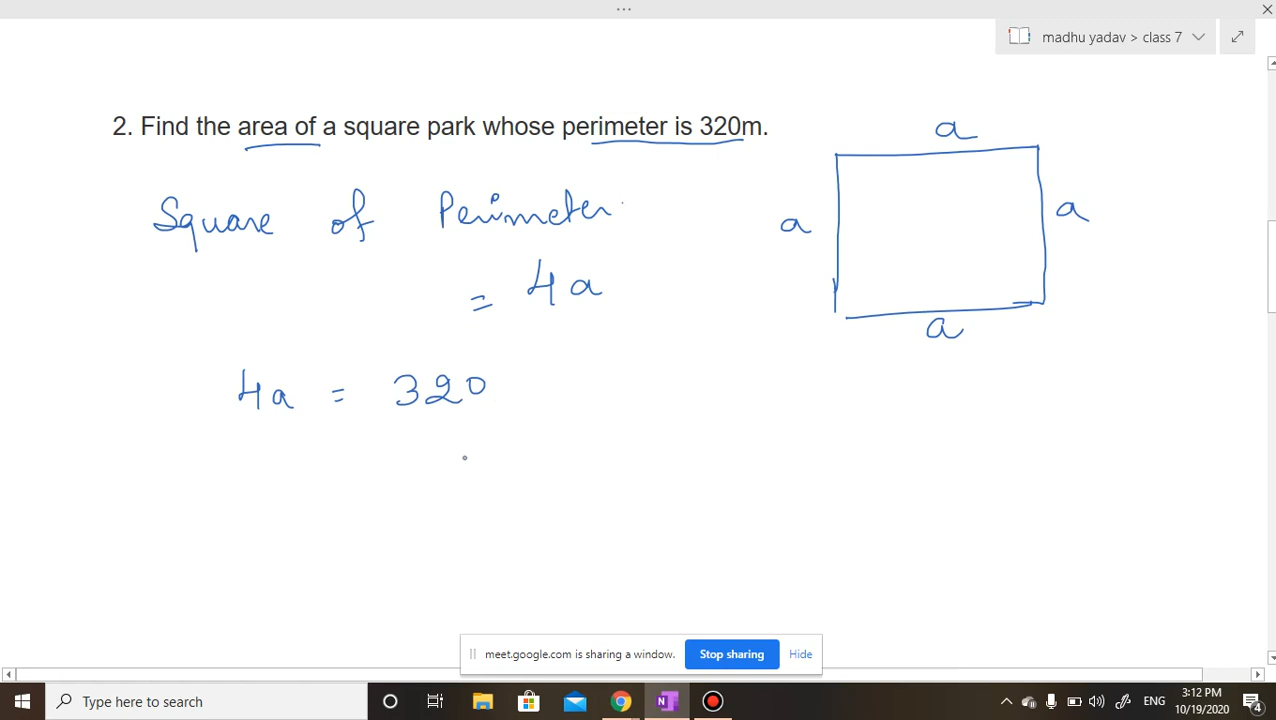 madhu yadav > class 7
2. Find the area of a square park whose perimeter is 320m.
a
Square of Perimeter
a
a
= 4a
a
4a = 320
meet.google.com is sharing a window.
Stop sharing
Hide
Type here to search
N
ENG
3:12 PM
10/19/2020
4